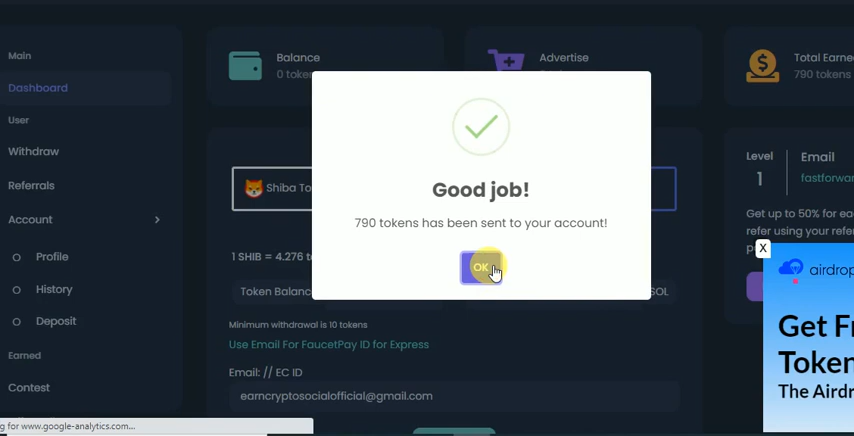 Main
Dashboard
User
Withdraw
Referrals
Account
Profile
History
Deposit
Earned
Contest
Balance
Advertise
Total Earne
790 tokens
Good job!
790 tokens has been sent to your account!
OK
Shiba To
1 SHIB = 4.276 t
Token Balanc
SOL
Minimum withdrawal is 10 tokens
Use Email For FaucetPay ID for Express
Email: // EC ID
earncryptosocialofficial@gmail.com
Level
1
Email
fastforwar
Get up to 50% for ea
refer using your refe
X
airdrop
Get Fr
Token
The Airdr
g for www.google-analytics.com...